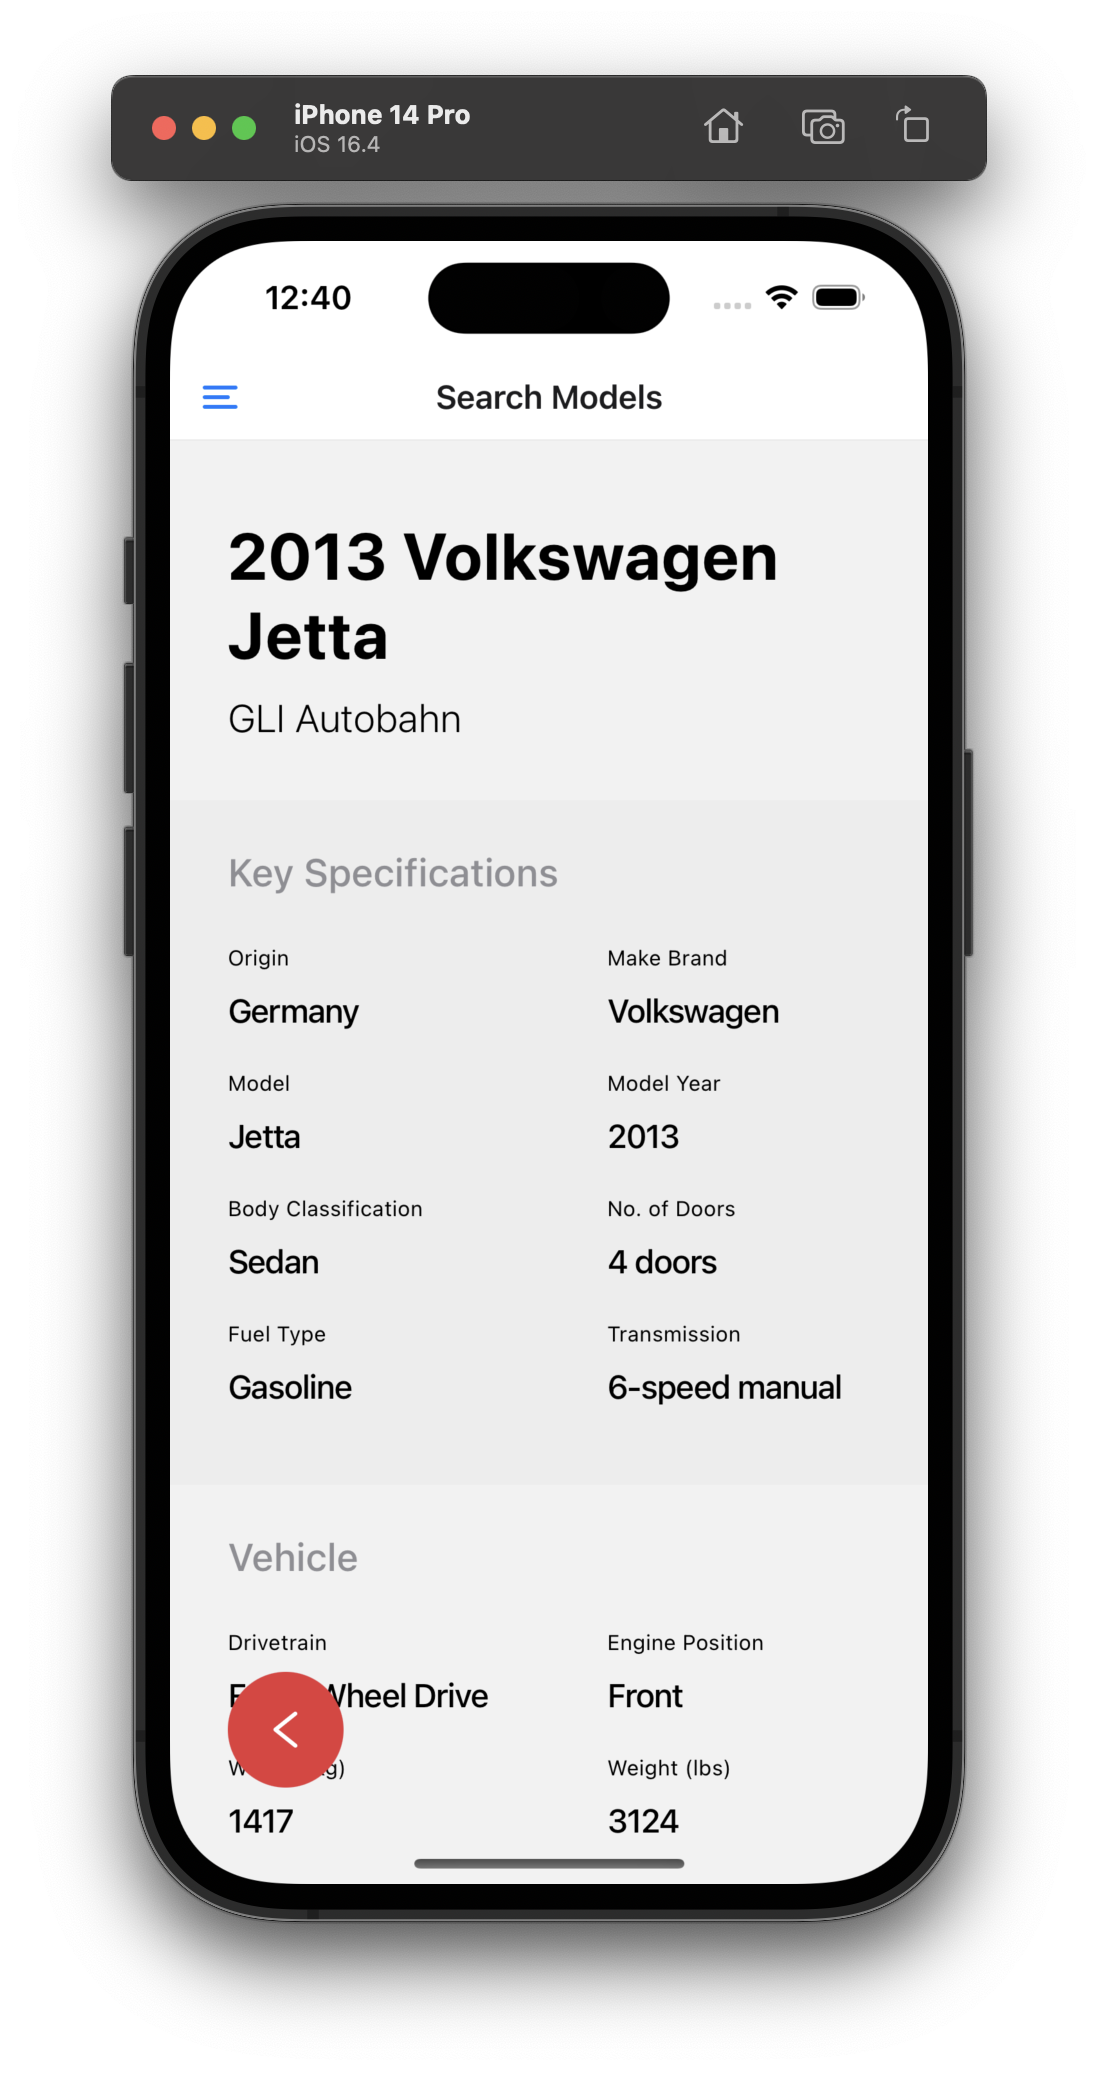 iPhone 14 Pro
iOS 16.4
12:40
Search Models
2013 Volkswagen
Jetta
GLI Autobahn
Key Specifications
Origin Make Brand
Germany Volkswagen
Model Model Year
Jetta 2013
Body Classification No. of Doors
Sedan 4 doors
Fuel Type Transmission
Gasoline 6-speed manual
Vehicle
Drivetrain Engine Position
Wheel Drive Front
Weight (lbs)
1417 3124